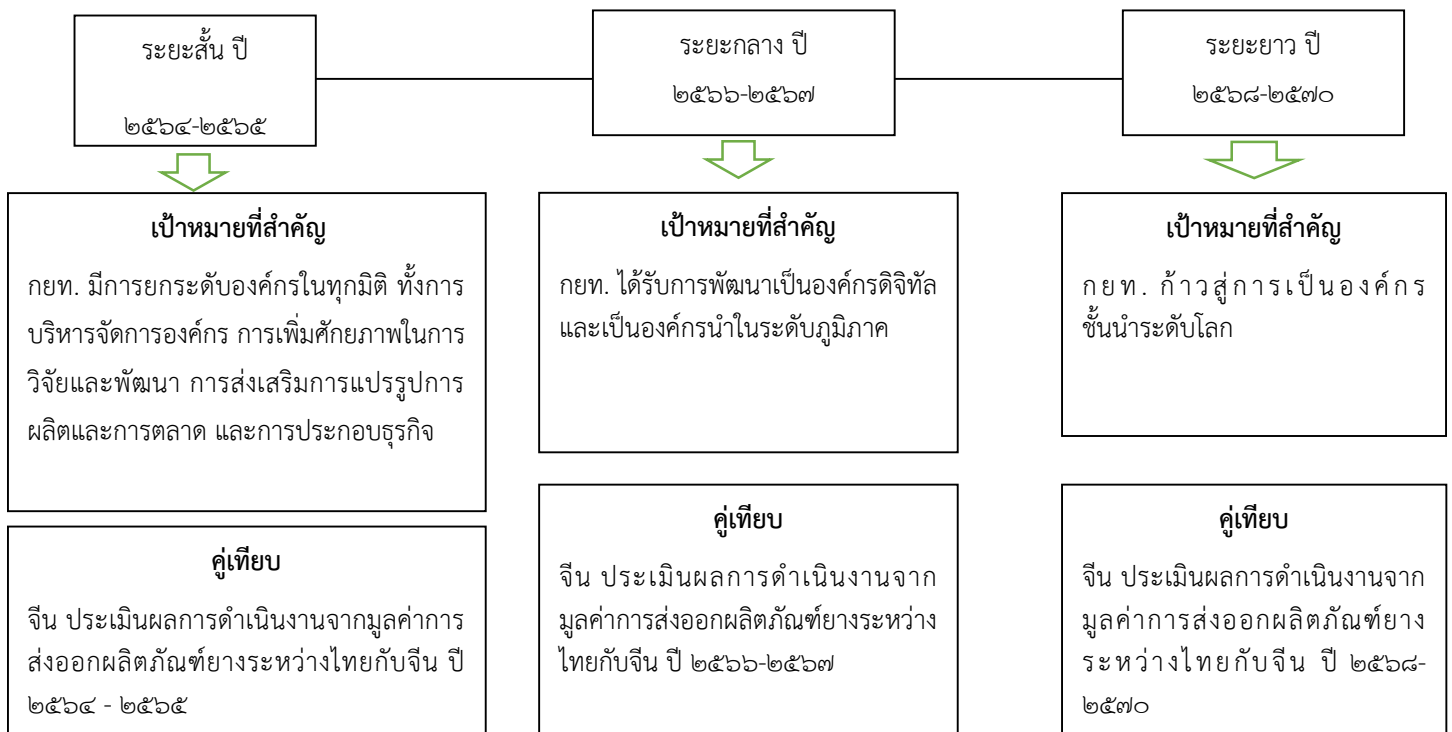 ระยะสั้น ปี
๒๕๖๔-๒๕๖๕
ระยะกลาง ปี
๒๕๖๖-๒๕๖๗
ระยะยาว ปี
๒๕๖๘-๒๕๗๐
เป้าหมายที่สำคัญ
กยท. มีการยกระดับองค์กรในทุกมิติ ทั้งการ
บริหารจัดการองค์กร การเพิ่มศักยภาพในการ
วิจัยและพัฒนา การส่งเสริมการแปรรูปการ
ผลิตและการตลาด และการประกอบธุรกิจ
เป้าหมายที่สำคัญ
กยท. ได้รับการพัฒนาเป็นองค์กรดิจิทัล
และเป็นองค์กรนำในระดับภูมิภาค
เป้าหมายที่สำคัญ
กยท. ก้าวสู่การเป็นองค์กร
ชั้นนำระดับโลก
คู่เทียบ
จีน ประเมินผลการดำเนินงานจากมูลค่าการ
ส่งออกผลิตภัณฑ์ยางระหว่างไทยกับจีน ปี
๒๕๖๔ - ๒๕๖๕
คู่เทียบ
จีน ประเมินผลการดำเนินงานจาก
มูลค่าการส่งออกผลิตภัณฑ์ยางระหว่าง
ไทยกับจีน ปี ๒๕๖๖-๒๕๖๗
คู่เทียบ
จีน ประเมินผลการดำเนินงานจาก
มูลค่าการส่งออกผลิตภัณฑ์ยาง
ระหว่างไทยกับจีน ปี ๒๕๖๘-
๒๕๗๐